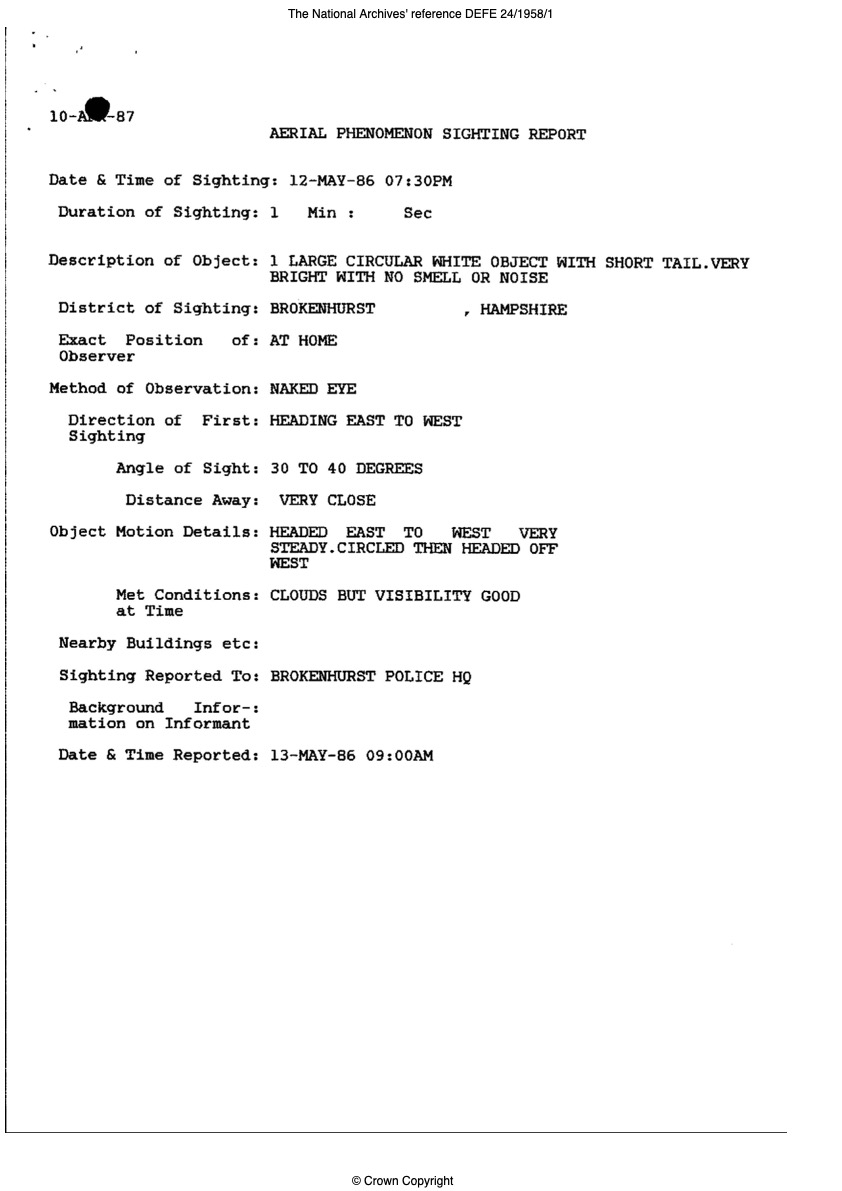 The National Archives' reference DEFE 24/1958/1
10-APR-87
AERIAL PHENOMENON SIGHTING REPORT
Date & Time of Sighting: 12-MAY-86 07:30PM
Duration of Sighting: 1 Min : Sec
Description of Object: 1 LARGE CIRCULAR WHITE OBJECT WITH SHORT TAIL.VERY
BRIGHT WITH NO SMELL OR NOISE
District of Sighting: BROKENHURST , HAMPSHIRE
Exact Position of: AT HOME
Observer
Method of Observation: NAKED EYE
Direction of First: HEADING EAST TO WEST
Sighting
Angle of Sight: 30 TO 40 DEGREES
Distance Away: VERY CLOSE
Object Motion Details: HEADED EAST TO WEST VERY
STEADY.CIRCLED THEN HEADED OFF
WEST
Met Conditions: CLOUDS BUT VISIBILITY GOOD
at Time
Nearby Buildings etc:
Sighting Reported To: BROKENHURST POLICE HQ
Background Infor-:
mation on Informant
Date & Time Reported: 13-MAY-86 09:00AM
© Crown Copyright